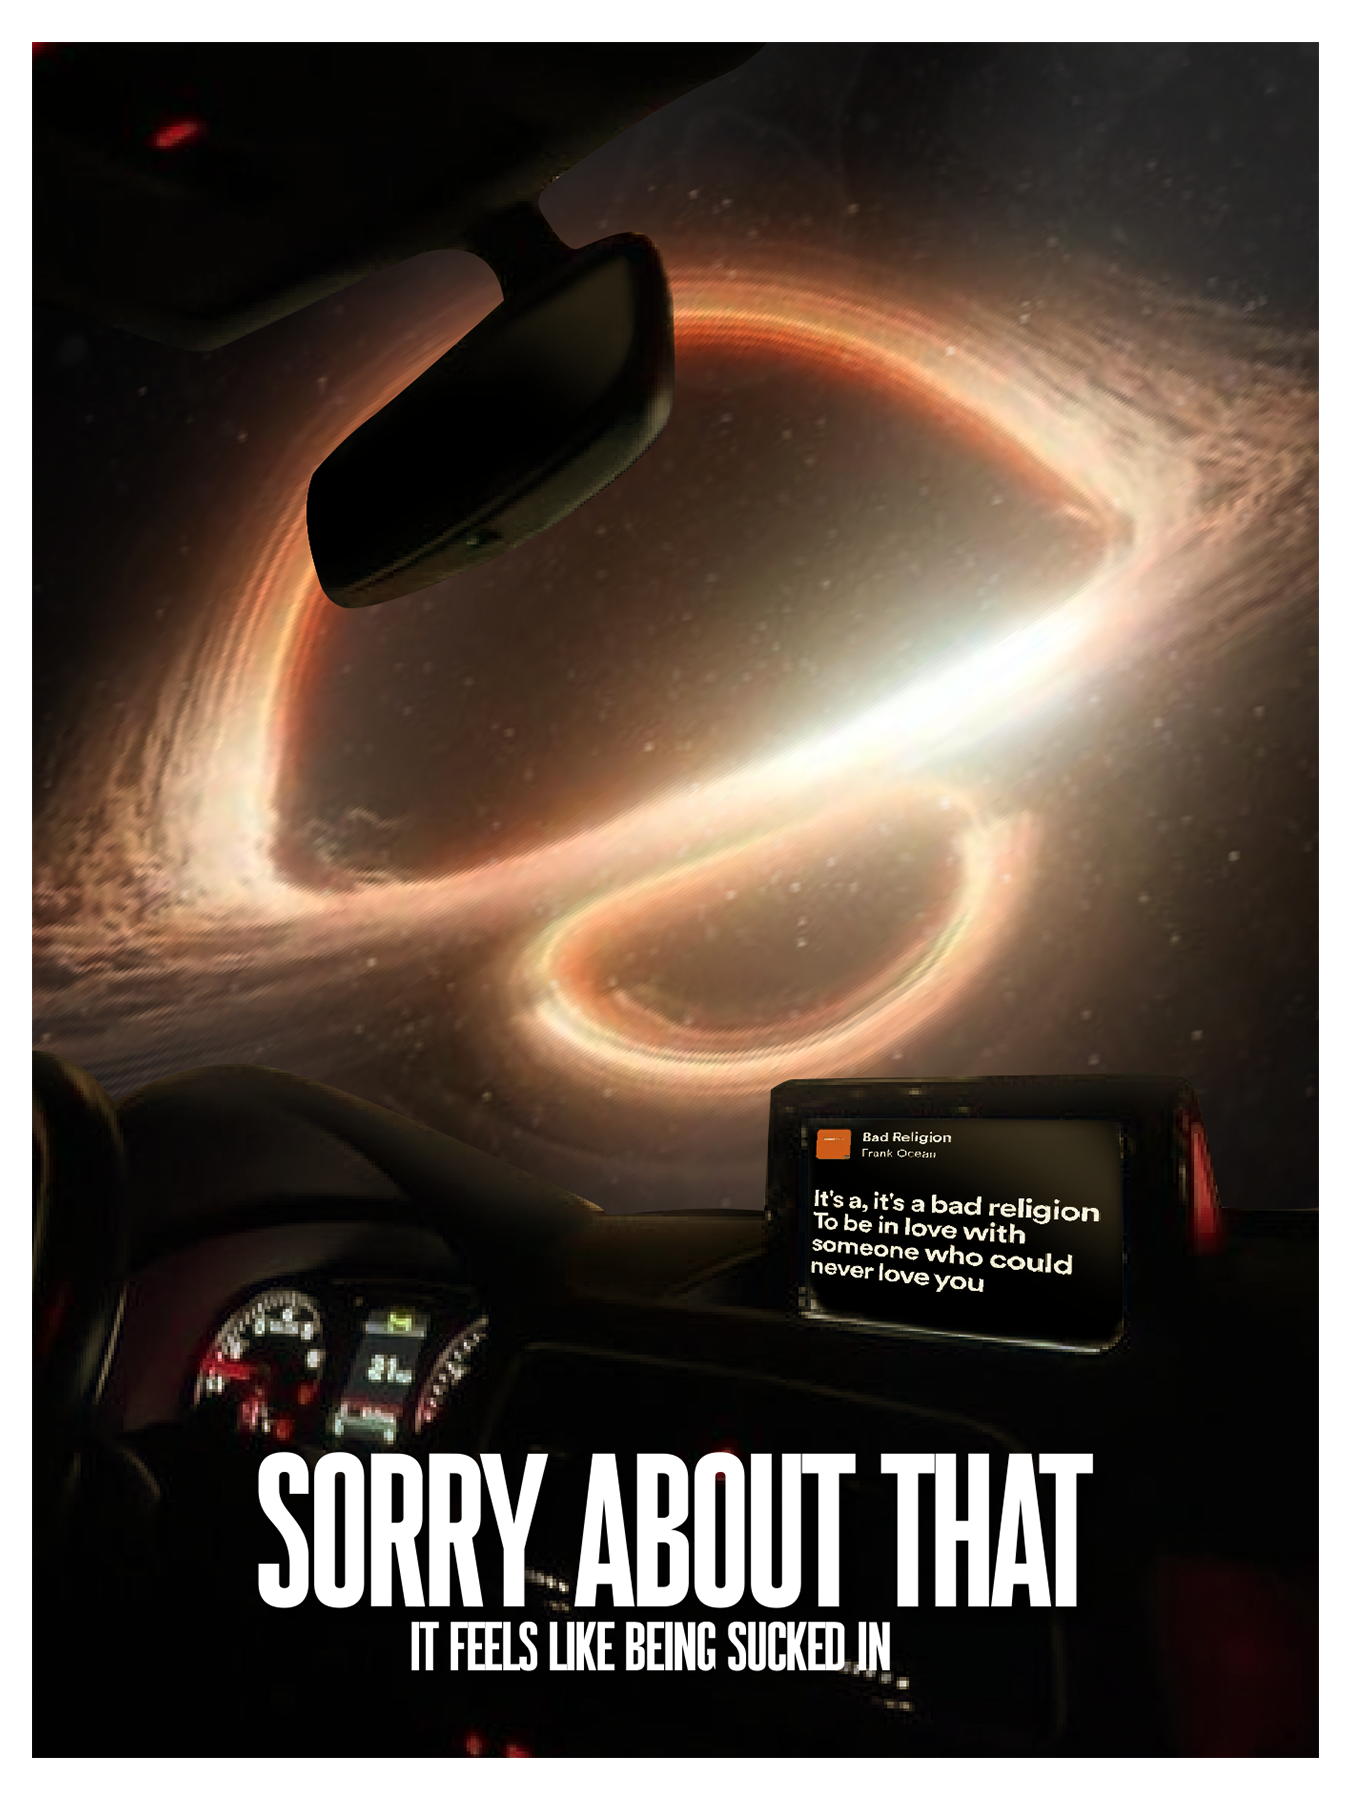 Bad Religion
Frank Ocean
It's a, it's a bad religion
To be in love with
someone who could
never love you
21
SORRY ABOUT THAT
IT FEELS LIKE BEING SUCKED IN